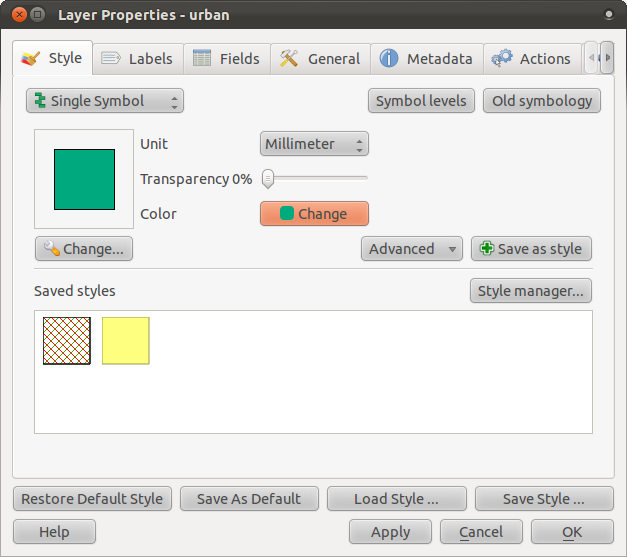 Layer Properties - urban
Style Labels Fields General Metadata Actions
Single Symbol Symbol levels Old symbology
Unit Millimeter
Transparency 0%
Color Change
Change... Advanced Save as style
Saved styles Style manager...
Restore Default Style Save As Default Load Style ... Save Style ...
Help Apply Cancel OK